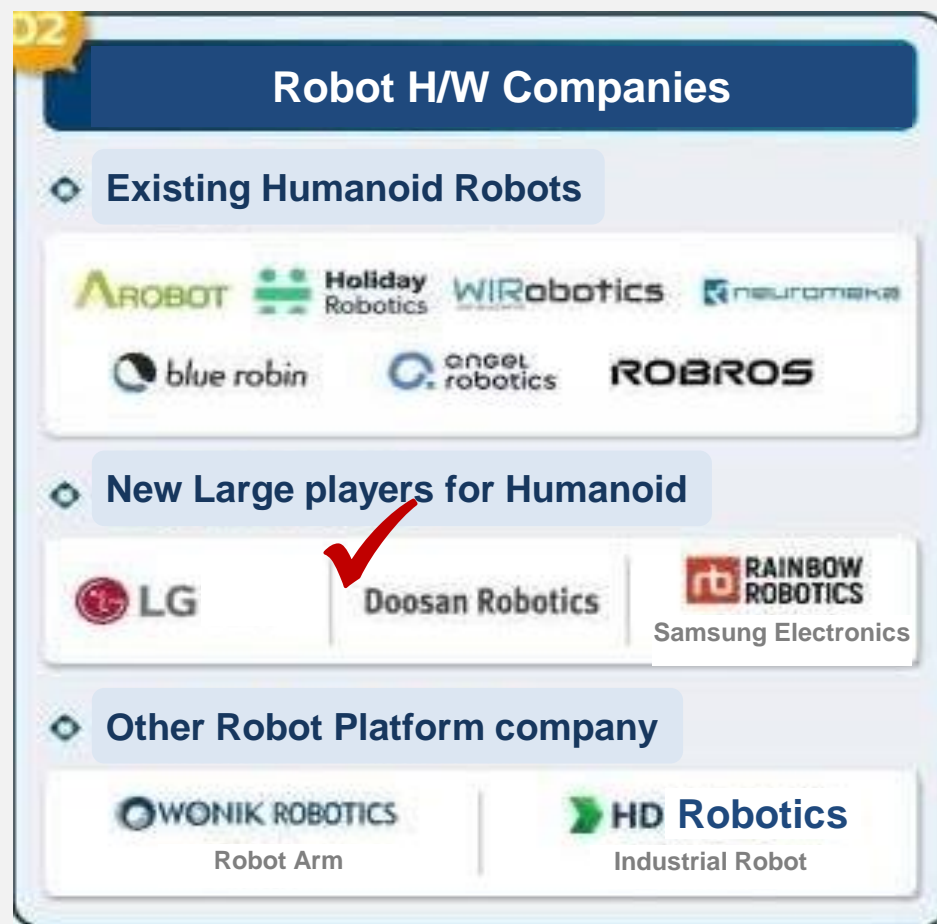 02
Robot H/W Companies
Existing Humanoid Robots
AROBOT Holiday Robotics WIRobotics neuromeka
blue robin angel robotics ROBROS
New Large players for Humanoid
LG Doosan Robotics RAINBOW ROBOTICS
Samsung Electronics
Other Robot Platform company
WONIK ROBOTICS HD Robotics
Robot Arm Industrial Robot